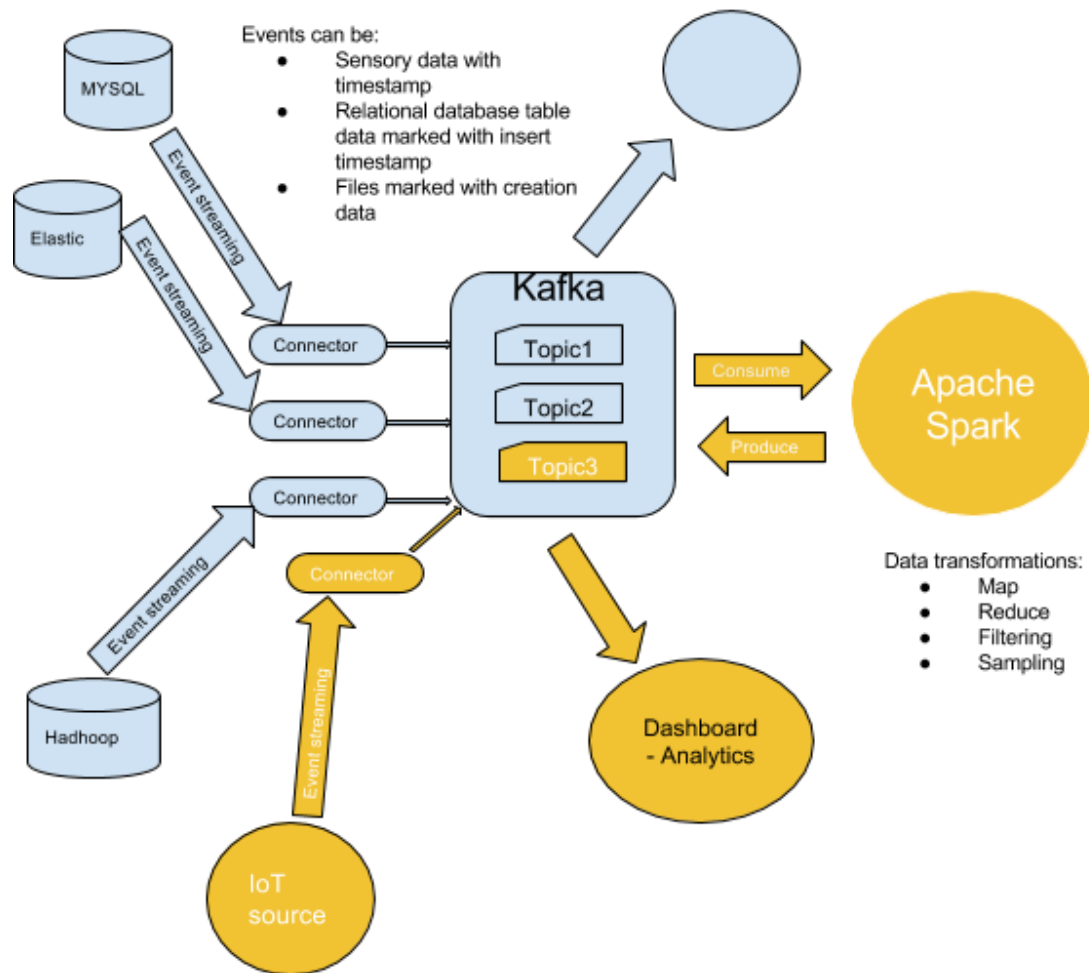 Events can be:
● Sensory data with
timestamp
● Relational database table
data marked with insert
timestamp
● Files marked with creation
data
MYSQL
Event streaming
Elastic
Event streaming
Kafka
Connector
Topic1
Consume
Apache
Spark
Connector
Topic2
Produce
Topic3
Connector
Connector
Event streaming
Hadhoop
Event streaming
Data transformations:
● Map
● Reduce
● Filtering
● Sampling
Dashboard
- Analytics
IoT
source